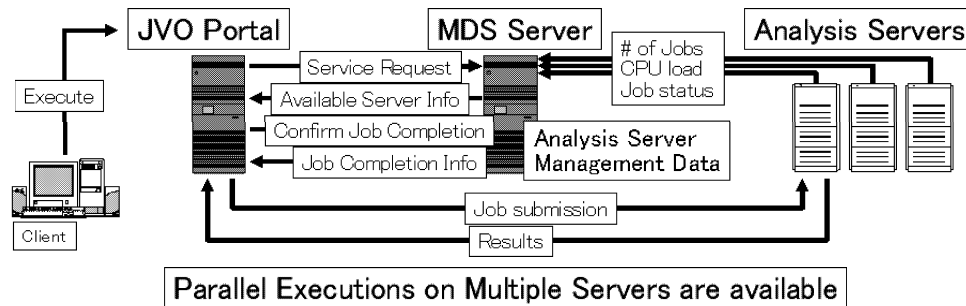 JVO Portal
MDS Server
Analysis Servers
Service Request
# of Jobs
CPU load
Job status
Execute
Available Server Info
Confirm Job Completion
Analysis Server
Management Data
Job Completion Info
Job submission
Client
Results
Parallel Executions on Multiple Servers are available